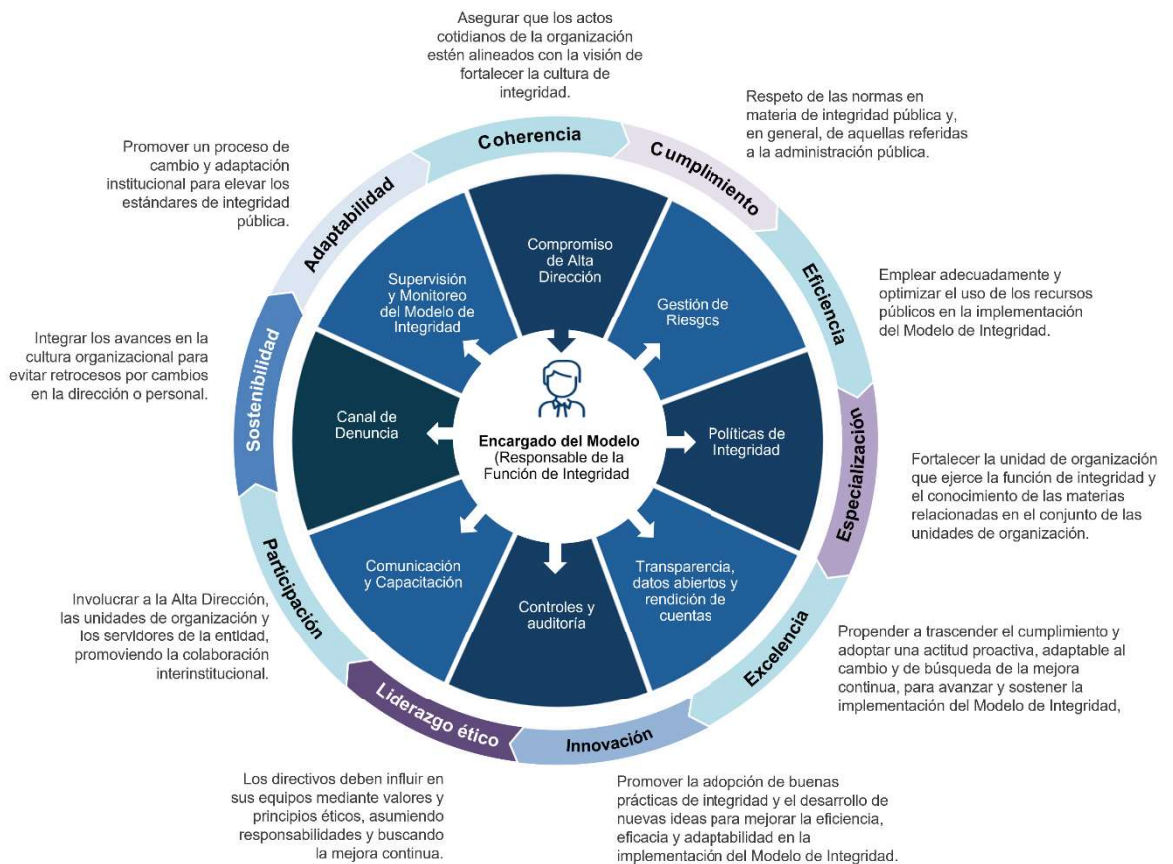 Asegurar que los actos
cotidianos de la organización
estén alineados con la visión de
fortalecer la cultura de
integridad.
Respeto de las normas en
materia de integridad pública y,
en general, de aquellas referidas
a la administración pública.
Promover un proceso de
cambio y adaptación
institucional para elevar los
estándares de integridad
pública.
Coherencia
Cumplimiento
Adaptabilidad
Eficiencia
Compromiso
de Alta
Dirección
Supervisión
y Monitoreo
del Modelo de
Integridad
Gestión de
Riesgos
Emplear adecuadamente y
optimizar el uso de los recursos
públicos en la implementación
del Modelo de Integridad.
Integrar los avances en la
cultura organizacional para
evitar retrocesos por cambios
en la dirección o personal.
Sostenibilidad
Canal de
Denuncia
Encargado del Modelo
(Responsable de la
Función de Integridad
Políticas de
Integridad
Especialización
Fortalecer la unidad de organización
que ejerce la función de integridad y
el conocimiento de las materias
relacionadas en el conjunto de las
unidades de organización.
Participación
Comunicación
y Capacitación
Controles y
auditoría
Transparencia,
datos abiertos y
rendición de
cuentas
Involucrar a la Alta Dirección,
las unidades de organización y
los servidores de la entidad,
promoviendo la colaboración
interinstitucional.
Excelencia
Propender a trascender el cumplimiento y
adoptar una actitud proactiva, adaptable al
cambio y de búsqueda de la mejora
continua, para avanzar y sostener la
implementación del Modelo de Integridad,
Liderazgo ético
Innovación
Los directivos deben influir en
sus equipos mediante valores y
principios éticos, asumiendo
responsabilidades y buscando
la mejora continua.
Promover la adopción de buenas
prácticas de integridad y el desarrollo de
nuevas ideas para mejorar la eficiencia,
eficacia y adaptabilidad en la
implementación del Modelo de Integridad.